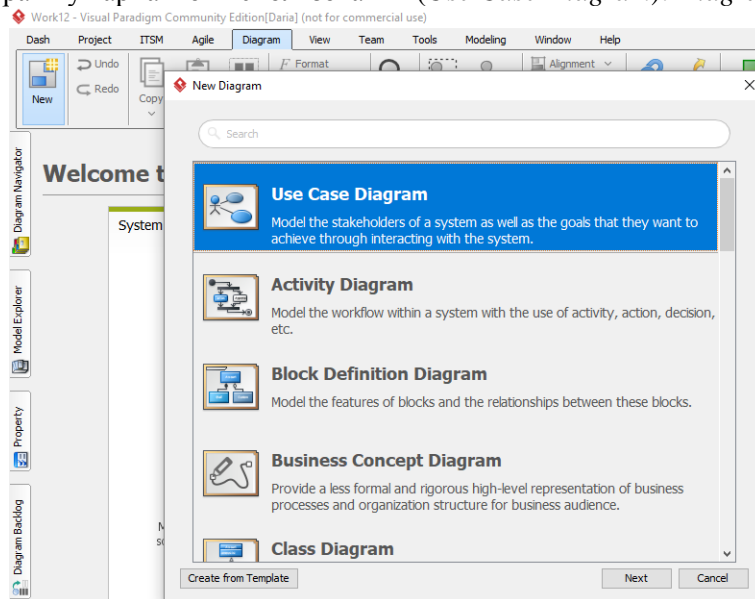 Work12 - Visual Paradigm Community Edition[Daria] (not for commercial use)
Dash Project ITSM Agile Diagram View Team Tools Modeling Window Help
Undo
Redo
New
Copy
Format
Alignment
New Diagram
Search
Diagram Navigator
Model Explorer
Property
Diagram Backlog
Welcome t
System
Use Case Diagram
Model the stakeholders of a system as well as the goals that they want to
achieve through interacting with the system.
Activity Diagram
Model the workflow within a system with the use of activity, action, decision,
etc.
Block Definition Diagram
Model the features of blocks and the relationships between these blocks.
Business Concept Diagram
Provide a less formal and rigorous high-level representation of business
processes and organization structure for business audience.
Class Diagram
Create from Template Next Cancel